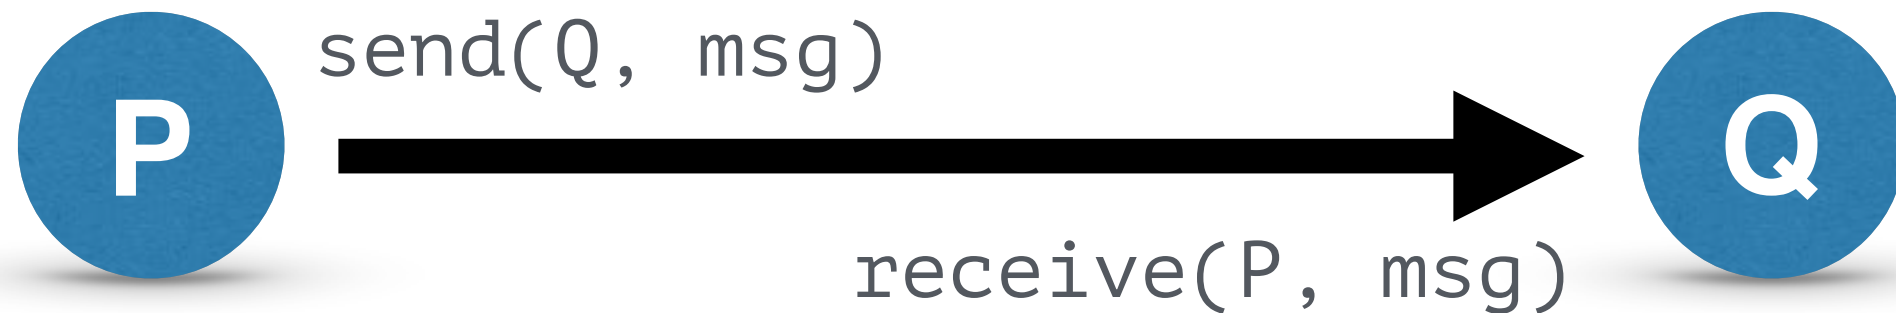 P
send(Q, msg)
Q
receive(P, msg)